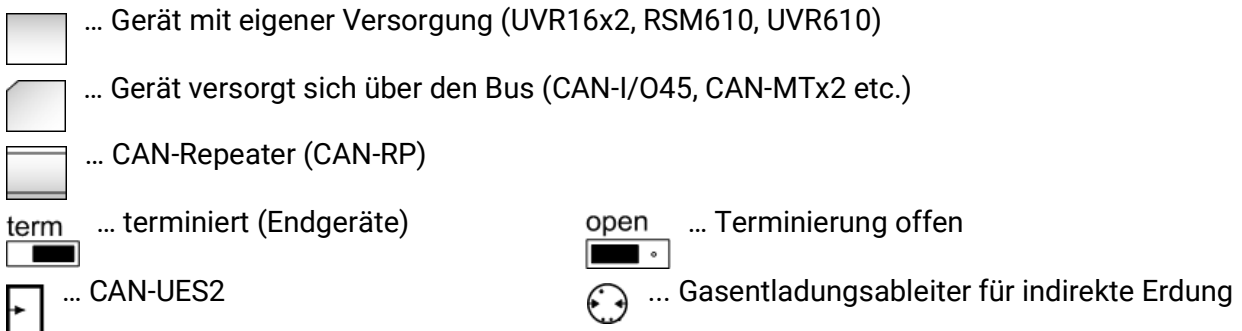 … Gerät mit eigener Versorgung (UVR16x2, RSM610, UVR610)
… Gerät versorgt sich über den Bus (CAN-I/O45, CAN-MTx2 etc.)
… CAN-Repeater (CAN-RP)
term … terminiert (Endgeräte) open … Terminierung offen
… CAN-UES2 ... Gasentladungsableiter für indirekte Erdung